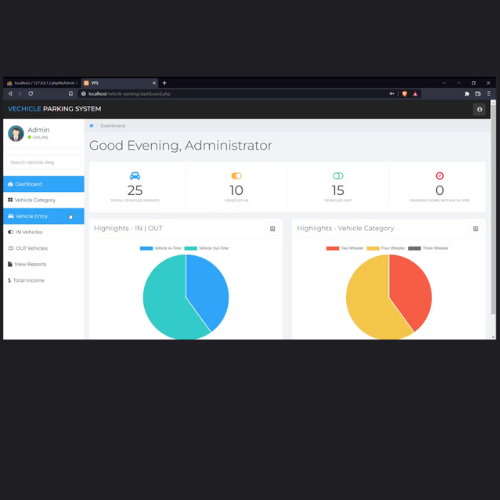 localhost / 127.0.0.1 | phpMyAdmin
VPS
localhost/vehicle-parking/dashboard.php
VECHICLE PARKING SYSTEM
Admin
ONLINE
Search Vehicle Reg
Dashboard
Vehicle Category
Vehicle Entry
IN Vehicles
OUT Vehicles
View Reports
$ Total Income
Dashboard
Good Evening, Administrator
25
TOTAL VEHICLES PARKED
10
VEHICLES IN
15
VEHICLES OUT
0
PARKING DONE WITHIN 24 HRS
Highlights - IN | OUT
Vehicle In-Time
Vehicle Out-Time
Highlights - Vehicle Category
Two Wheeler
Four Wheeler
Three Wheeler